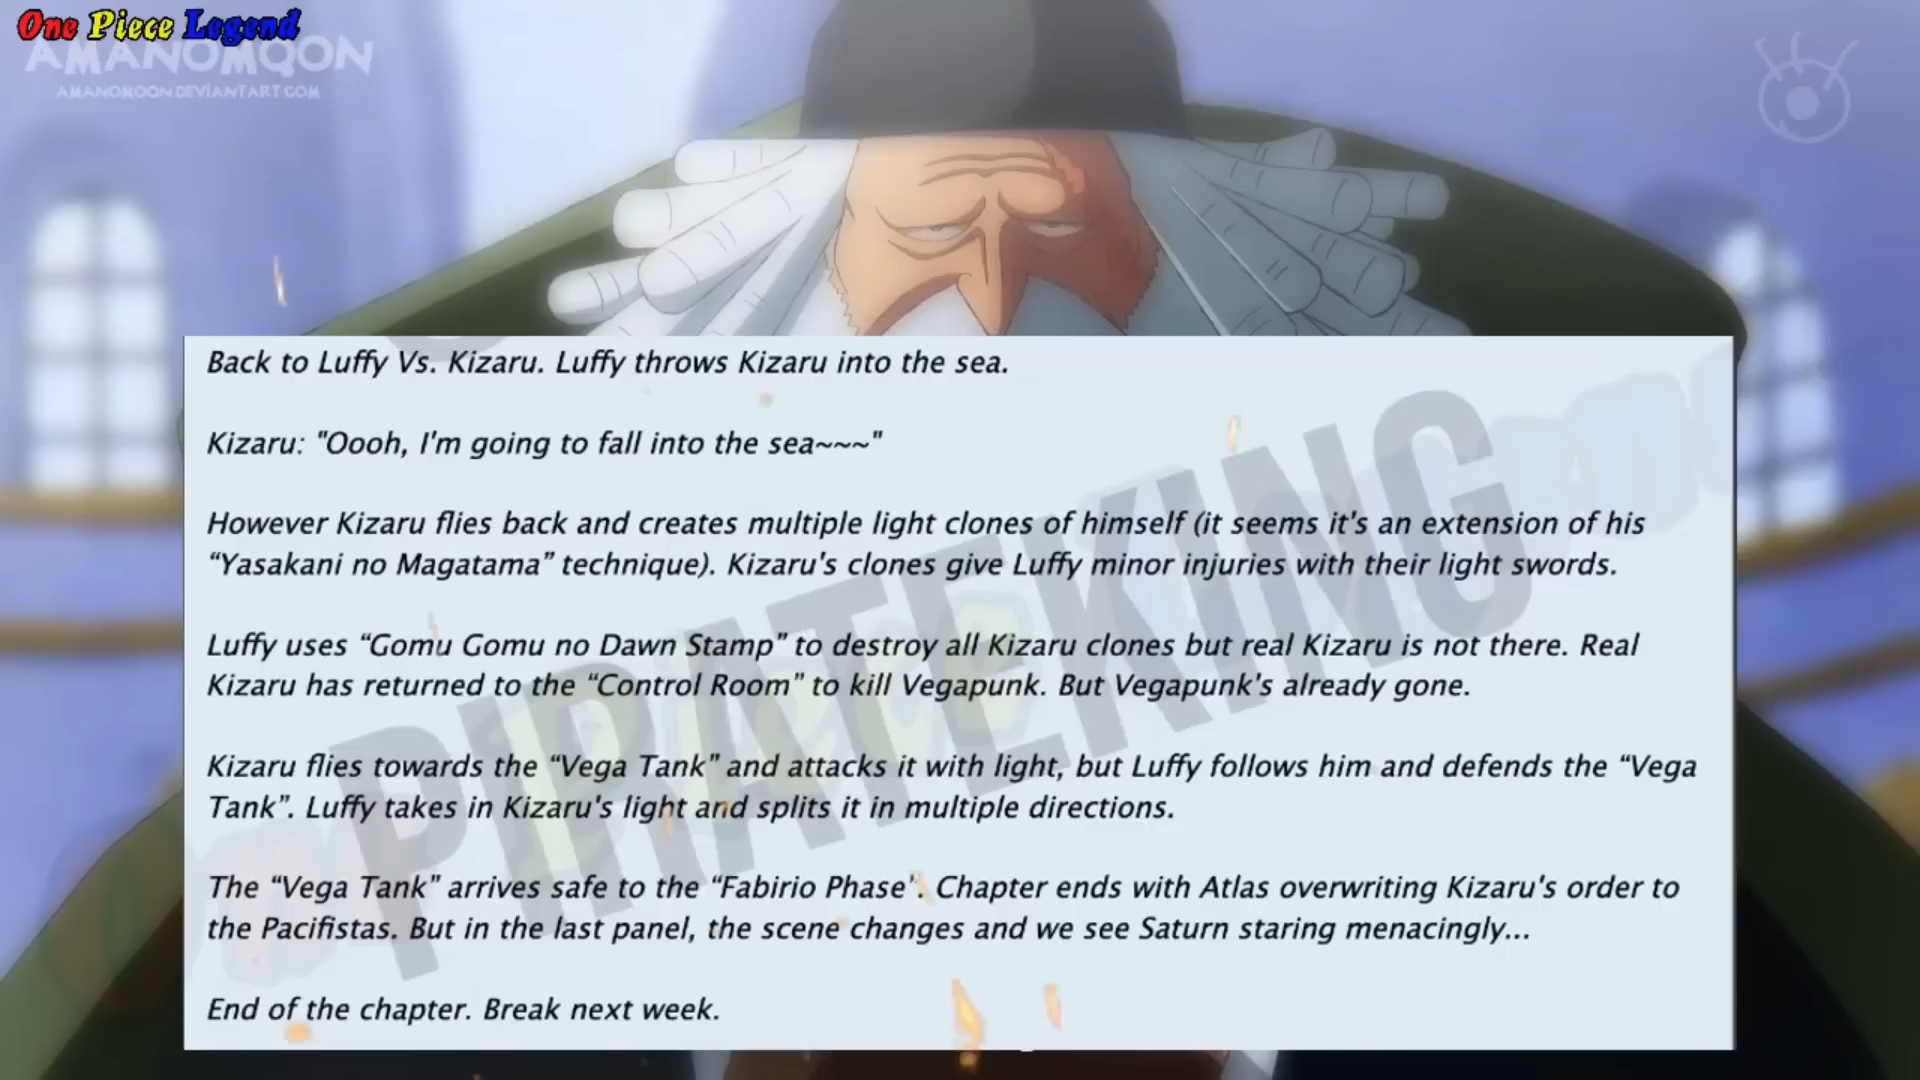 One Piece Legend
AMANOMOON
AMANOMOON.DEVIANTART.COM
Back to Luffy Vs. Kizaru. Luffy throws Kizaru into the sea.
Kizaru: "Oooh, I'm going to fall into the sea~~~"
However Kizaru flies back and creates multiple light clones of himself (it seems it's an extension of his
“Yasakani no Magatama” technique). Kizaru's clones give Luffy minor injuries with their light swords.
Luffy uses “Gomu Gomu no Dawn Stamp” to destroy all Kizaru clones but real Kizaru is not there. Real
Kizaru has returned to the “Control Room” to kill Vegapunk. But Vegapunk's already gone.
Kizaru flies towards the “Vega Tank” and attacks it with light, but Luffy follows him and defends the “Vega
Tank”. Luffy takes in Kizaru's light and splits it in multiple directions.
The “Vega Tank” arrives safe to the “Fabirio Phase”. Chapter ends with Atlas overwriting Kizaru's order to
the Pacifistas. But in the last panel, the scene changes and we see Saturn staring menacingly...
End of the chapter. Break next week.
PIRATEKING